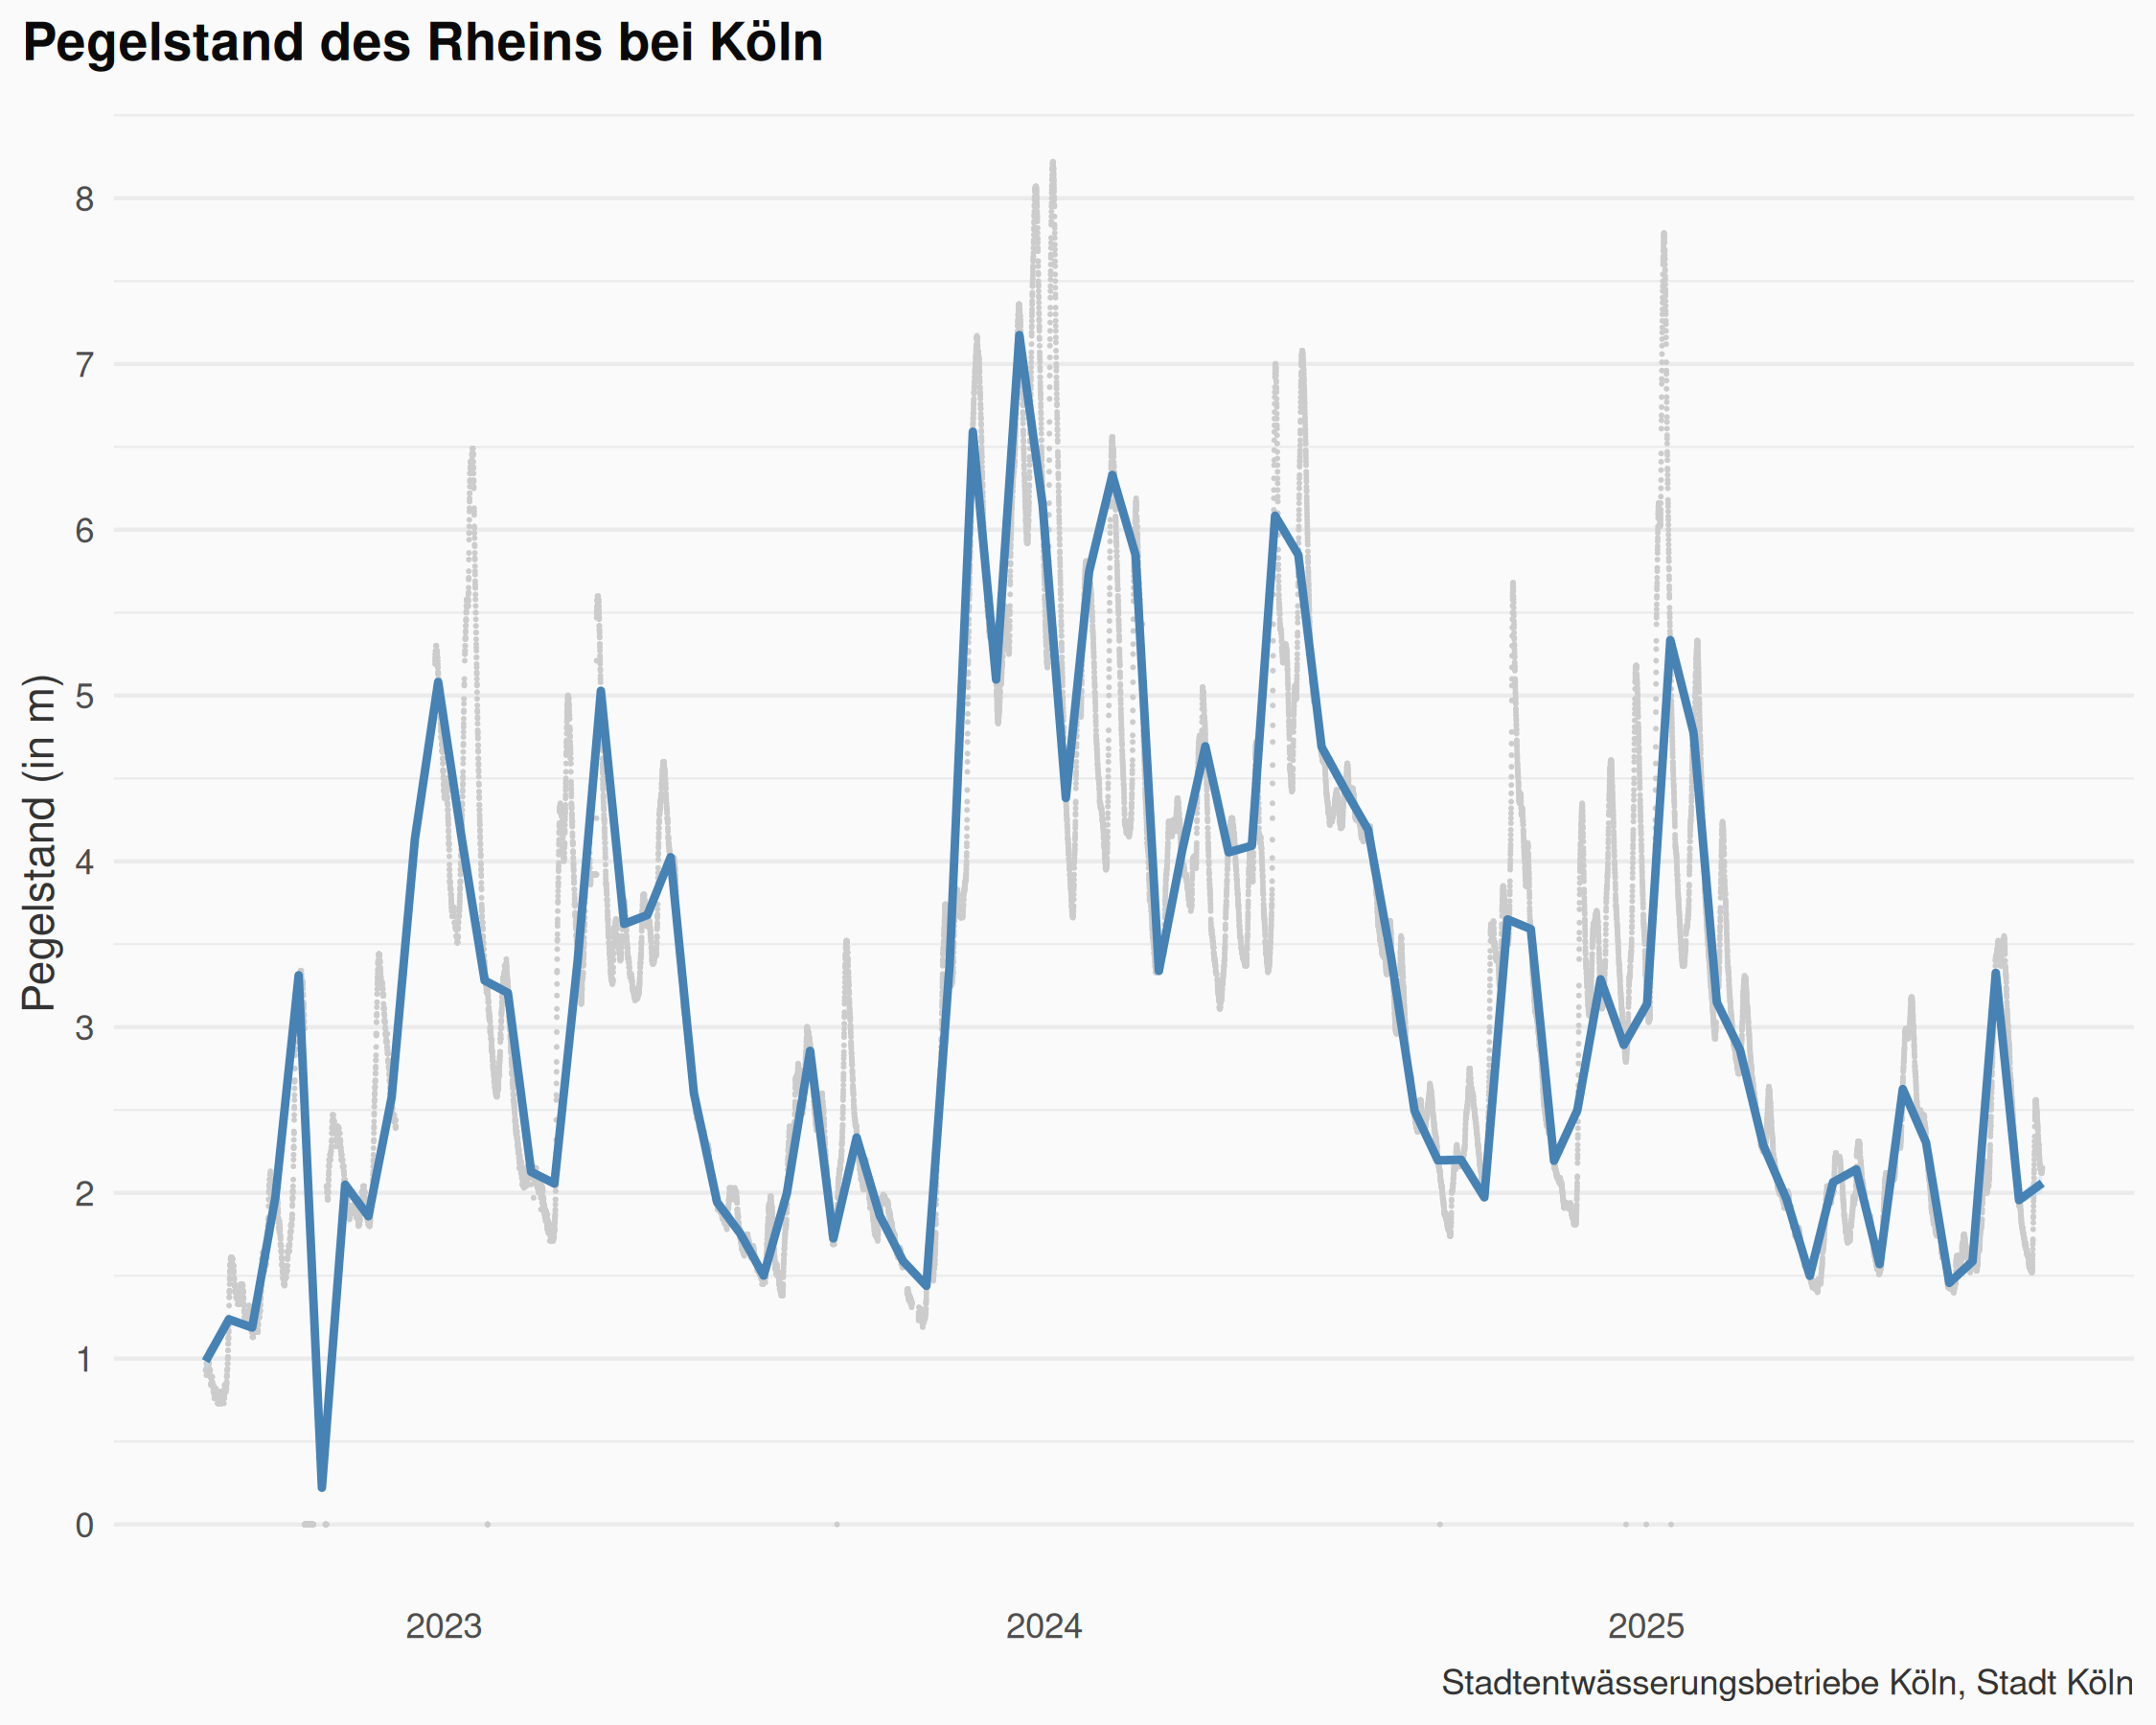 Pegelstand des Rheins bei Köln
Pegelstand (in m)
8
7
6
5
4
3
2
1
0
2023 2024 2025
Stadtentwässerungsbetriebe Köln, Stadt Köln